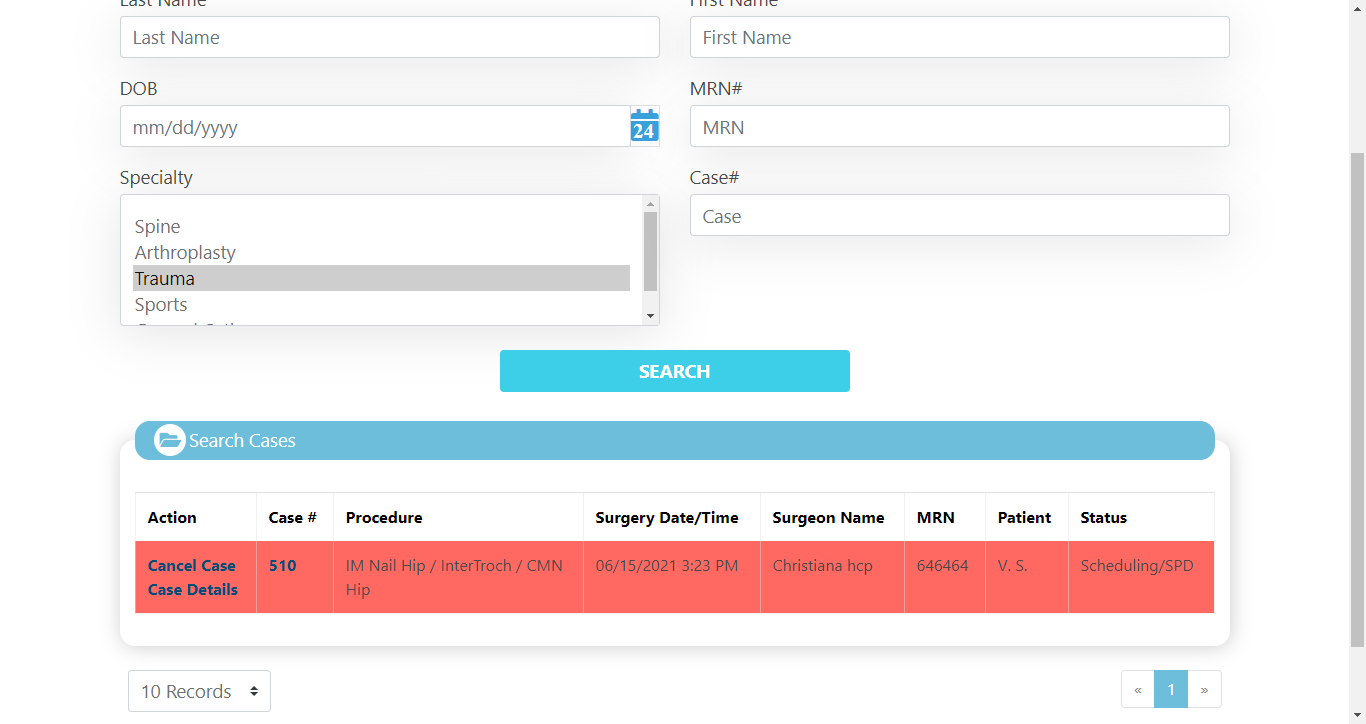 Last Name
First Name
Last Name
First Name
DOB
MRN#
mm/dd/yyyy
24
MRN
Specialty
Case#
Spine
Arthroplasty
Trauma
Sports
Case
SEARCH
Search Cases
Action
Case #
Procedure
Surgery Date/Time
Surgeon Name
MRN
Patient
Status
Cancel Case
Case Details
510
IM Nail Hip / InterTroch / CMN
Hip
06/15/2021 3:23 PM
Christiana hcp
646464
V. S.
Scheduling/SPD
10 Records
«
1
»